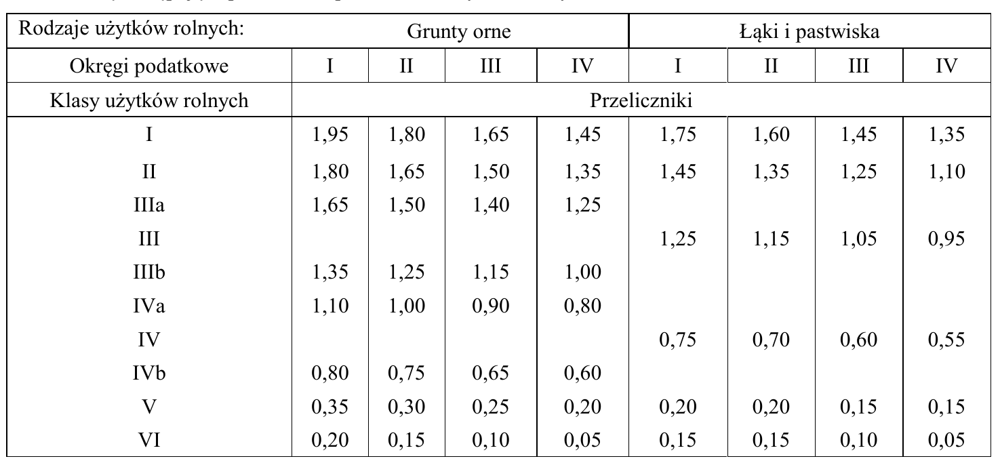 Rodzaje użytków rolnych: Grunty orne Łąki i pastwiska
Okręgi podatkowe I II III IV I II III IV
Klasy użytków rolnych Przeliczniki
I 1,95 1,80 1,65 1,45 1,75 1,60 1,45 1,35
II 1,80 1,65 1,50 1,35 1,45 1,35 1,25 1,10
IIIa 1,65 1,50 1,40 1,25
III 1,25 1,15 1,05 0,95
IIIb 1,35 1,25 1,15 1,00
IVa 1,10 1,00 0,90 0,80
IV 0,75 0,70 0,60 0,55
IVb 0,80 0,75 0,65 0,60
V 0,35 0,30 0,25 0,20 0,20 0,20 0,15 0,15
VI 0,20 0,15 0,10 0,05 0,15 0,15 0,10 0,05